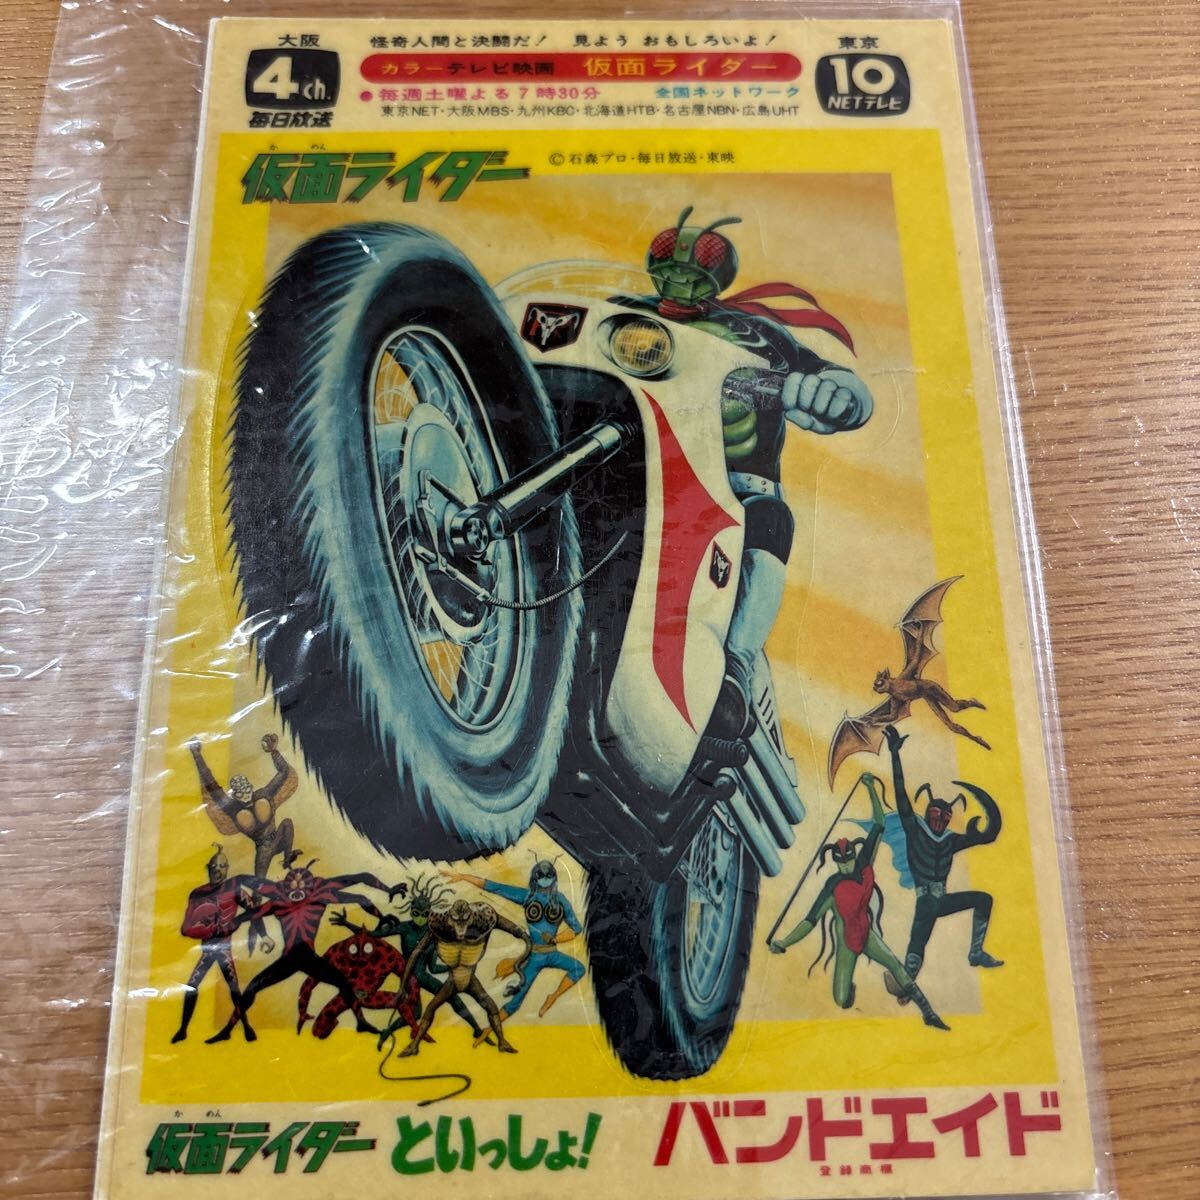 大阪
4ch.
毎日放送
怪奇人間と決闘だ! 見よう おもしろいよ!
カラーテレビ映画 仮面ライダー
●毎週土曜よる7時30分 全国ネットワーク
東京NET・大阪MBS・九州KBC・北海道HTB・名古屋NBN・広島UHT
東京
10
NETテレビ
か めん
仮面ライダー
©石森プロ・毎日放送・東映
か めん
仮面ライダーといっしょ!
バンドエイド
登録商標